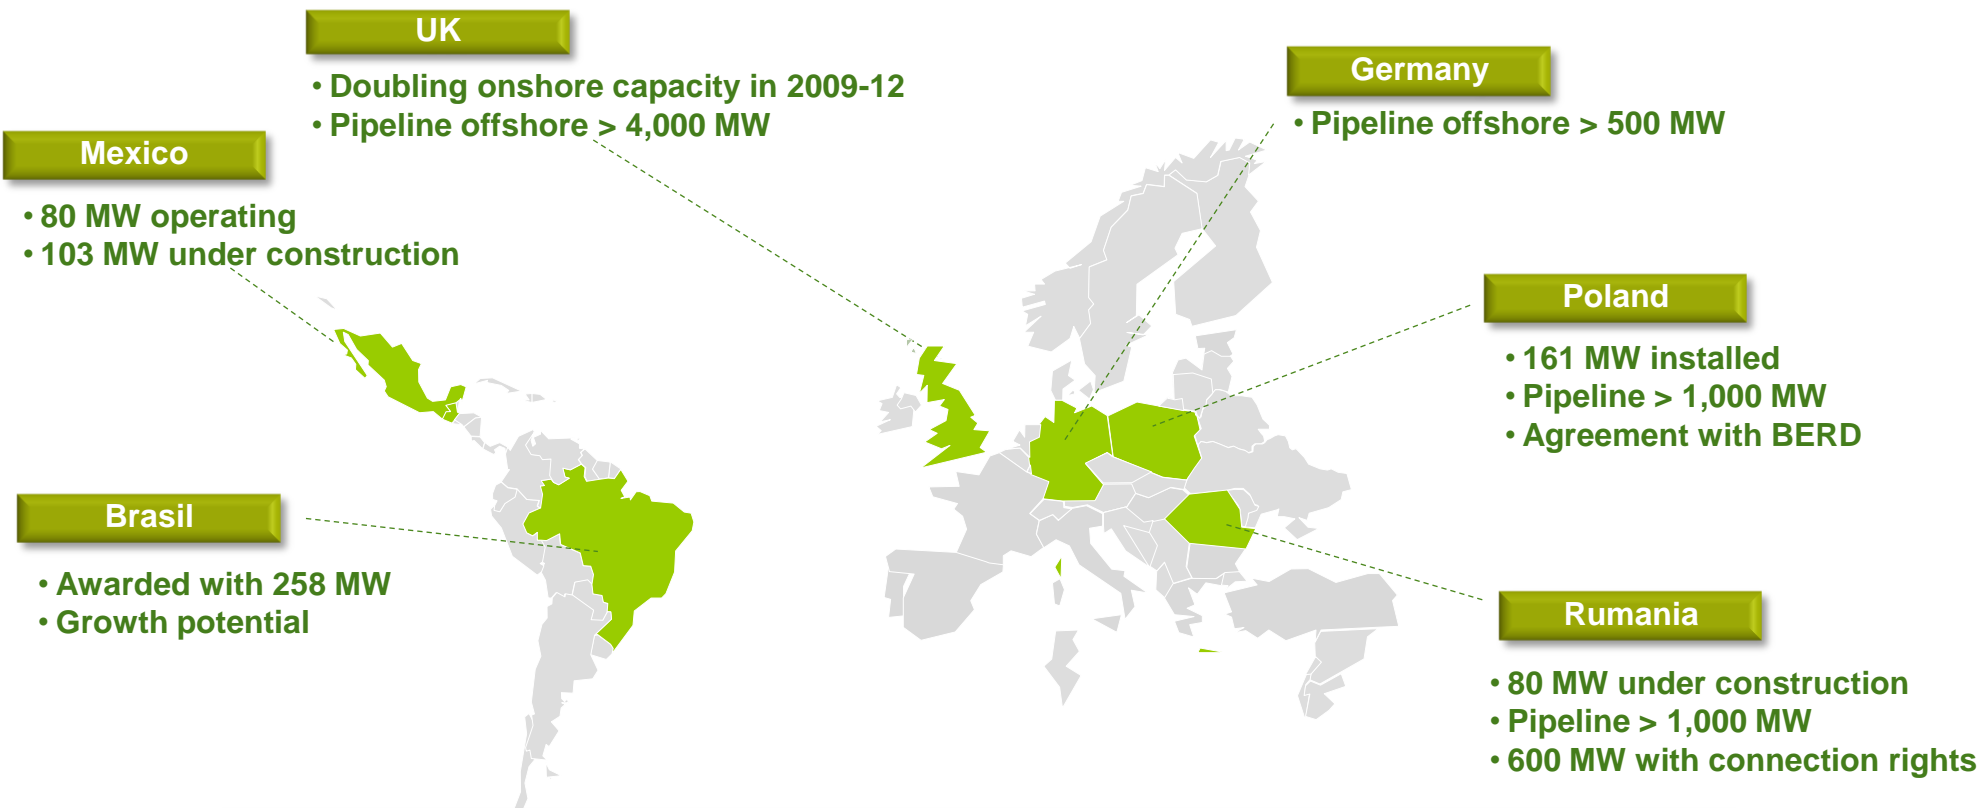 UK
• Doubling onshore capacity in 2009-12
• Pipeline offshore > 4,000 MW
Germany
• Pipeline offshore > 500 MW
Mexico
• 80 MW operating
• 103 MW under construction
Poland
• 161 MW installed
• Pipeline > 1,000 MW
• Agreement with BERD
Brasil
• Awarded with 258 MW
• Growth potential
Rumania
• 80 MW under construction
• Pipeline > 1,000 MW
• 600 MW with connection rights